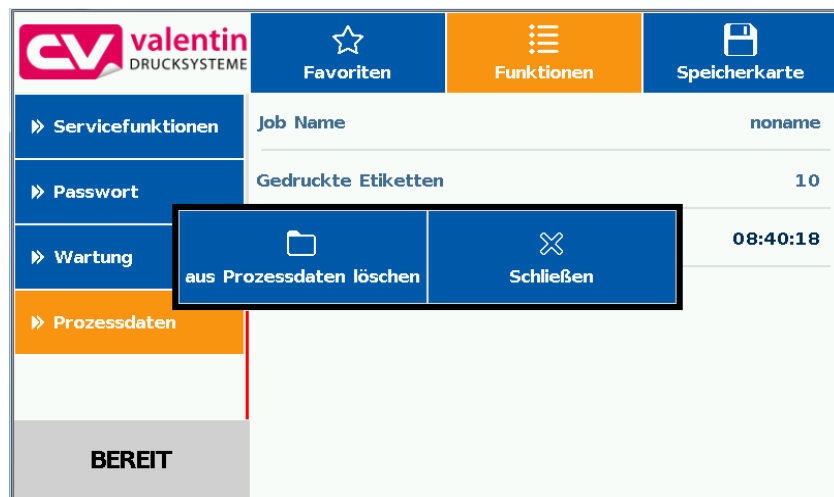 valentin
DRUCKSYSTEME
Favoriten
Funktionen
Speicherkarte
Servicefunktionen
Passwort
Wartung
Prozessdaten
BEREIT
Job Name noname
Gedruckte Etiketten 10
08:40:18
aus Prozessdaten löschen
Schließen